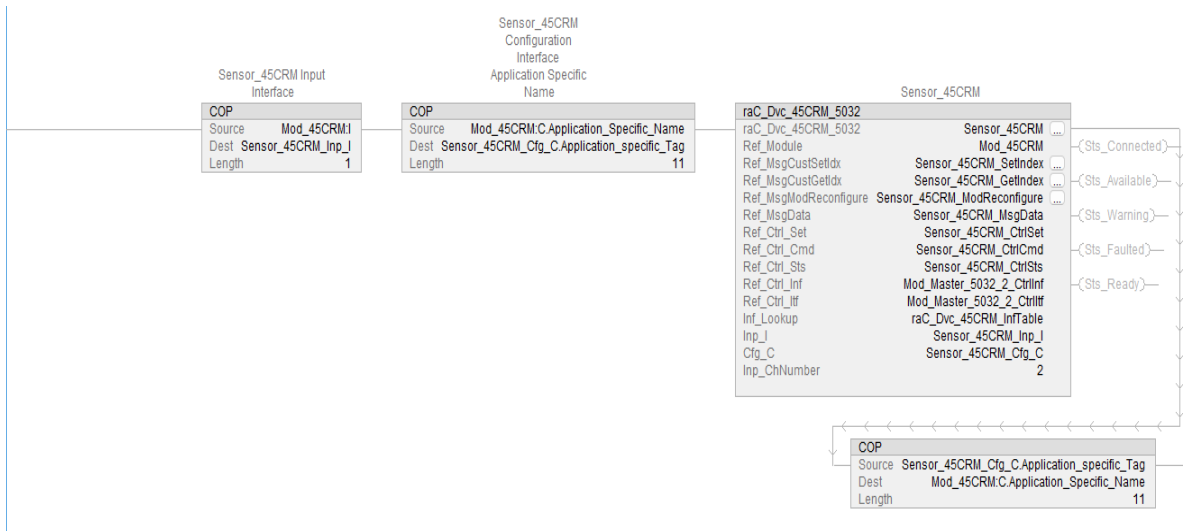 Sensor_45CRM Input
Interface
COP
Source Mod_45CRM:I
Dest Sensor_45CRM_Inp_I
Length 1
Sensor_45CRM
Configuration
Interface
Application Specific
Name
COP
Source Mod_45CRM:C.Application_Specific_Name
Dest Sensor_45CRM_Cfg_C.Application_specific_Tag
Length 11
Sensor_45CRM
raC_Dvc_45CRM_5032
raC_Dvc_45CRM_5032 Sensor_45CRM ...
Ref_Module Mod_45CRM (Sts_Connected)
Ref_MsgCustSetIdx Sensor_45CRM_SetIndex ...
Ref_MsgCustGetIdx Sensor_45CRM_GetIndex ... (Sts_Available)
Ref_MsgModReconfigure Sensor_45CRM_ModReconfigure ...
Ref_MsgData Sensor_45CRM_MsgData (Sts_Warning)
Ref_Ctrl_Set Sensor_45CRM_CtrlSet
Ref_Ctrl_Cmd Sensor_45CRM_CtrlCmd (Sts_Faulted)
Ref_Ctrl_Sts Sensor_45CRM_CtrlSts
Ref_Ctrl_Inf Mod_Master_5032_2_CtrlInf (Sts_Ready)
Ref_Ctrl_Itf Mod_Master_5032_2_CtrlItf
Inf_Lookup raC_Dvc_45CRM_InfTable
Inp_I Sensor_45CRM_Inp_I
Cfg_C Sensor_45CRM_Cfg_C
Inp_ChNumber 2
COP
Source Sensor_45CRM_Cfg_C.Application_specific_Tag
Dest Mod_45CRM:C.Application_Specific_Name
Length 11